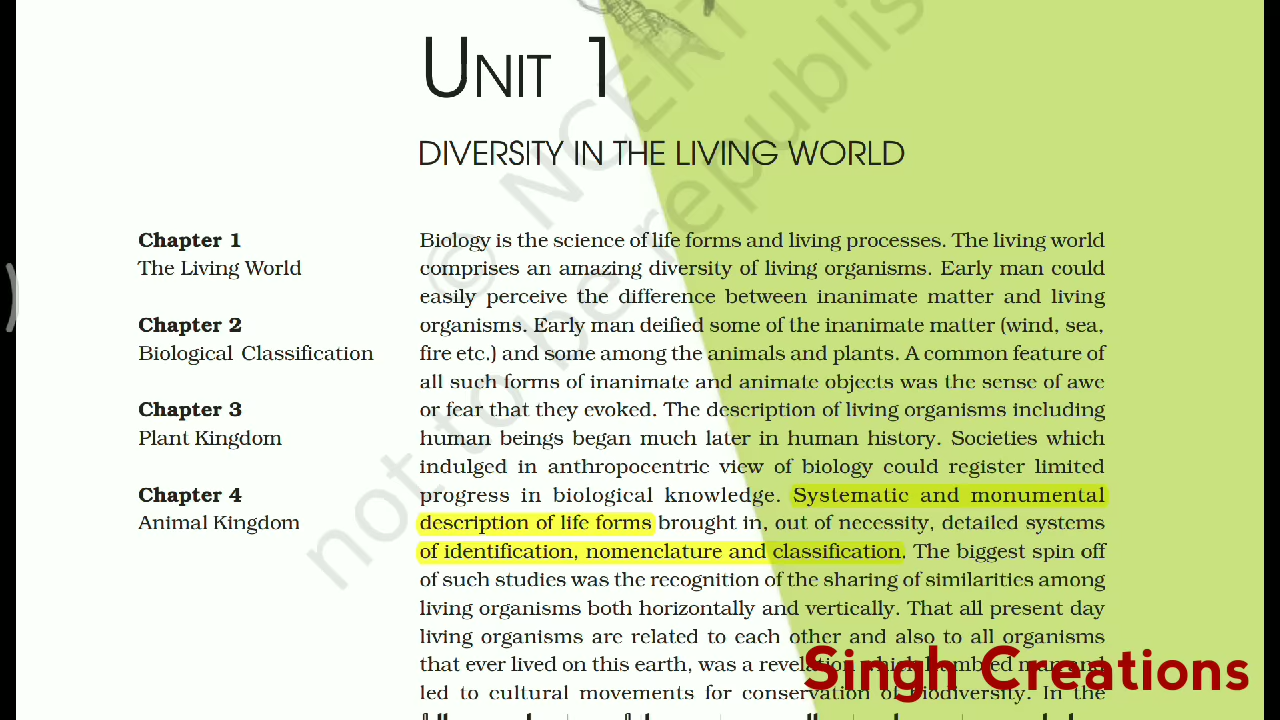 UNIT 1
DIVERSITY IN THE LIVING WORLD
Chapter 1
The Living World
Chapter 2
Biological Classification
Chapter 3
Plant Kingdom
Chapter 4
Animal Kingdom
Biology is the science of life forms and living processes. The living world
comprises an amazing diversity of living organisms. Early man could
easily perceive the difference between inanimate matter and living
organisms. Early man deified some of the inanimate matter (wind, sea,
fire etc.) and some among the animals and plants. A common feature of
all such forms of inanimate and animate objects was the sense of awe
or fear that they evoked. The description of living organisms including
human beings began much later in human history. Societies which
indulged in anthropocentric view of biology could register limited
progress in biological knowledge. Systematic and monumental
description of life forms brought in, out of necessity, detailed systems
of identification, nomenclature and classification. The biggest spin off
of such studies was the recognition of the sharing of similarities among
living organisms both horizontally and vertically. That all present day
living organisms are related to each other and also to all organisms
that ever lived on this earth, was a revelation which humbled man and
led to cultural movements for conservation of biodiversity. In the
© NCERT
not to be republis
Singh Creations